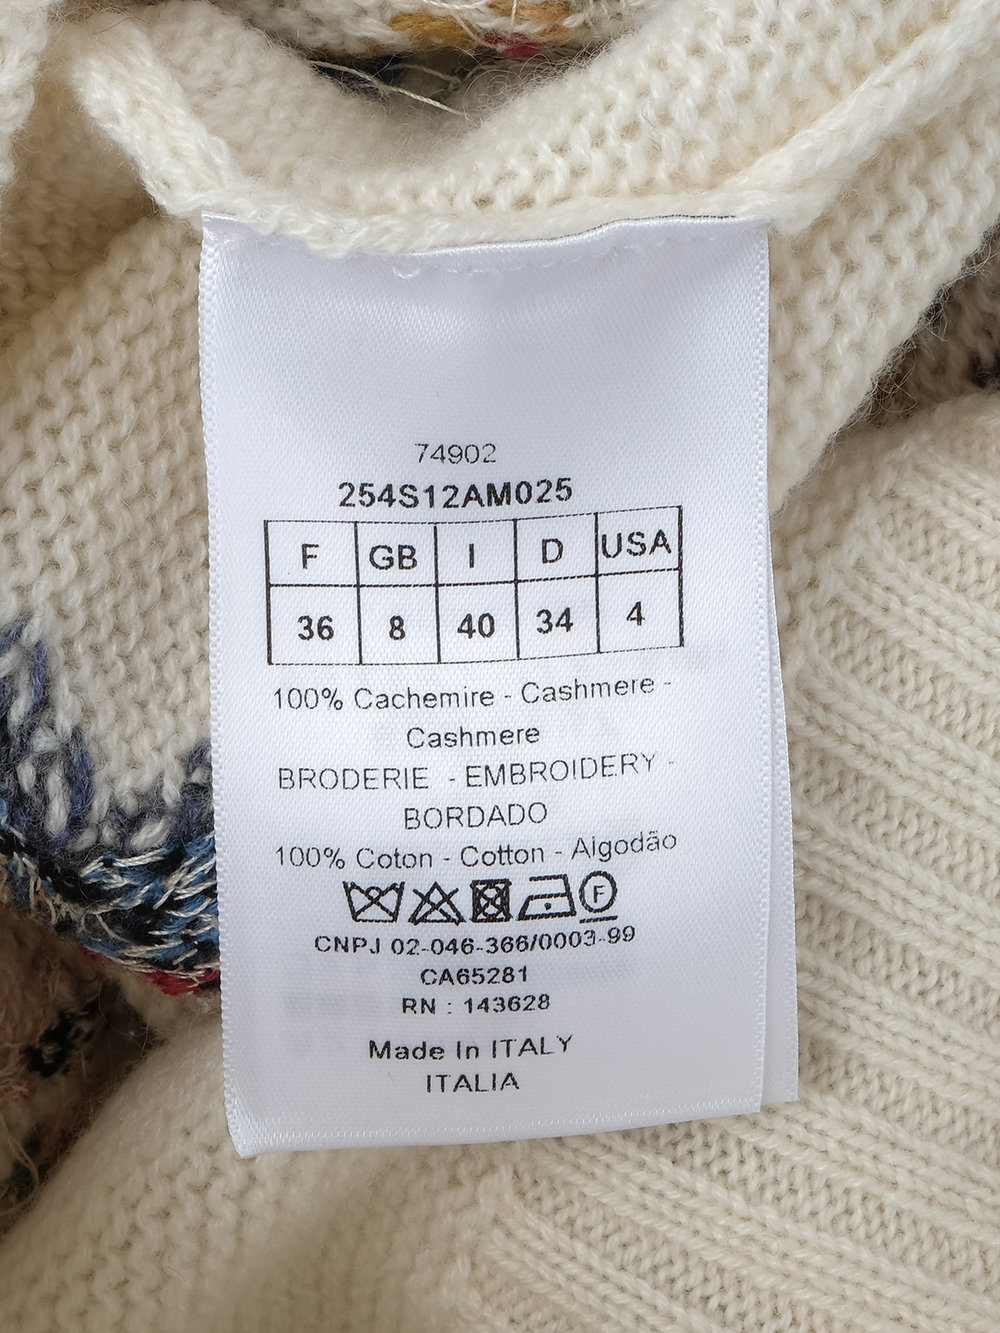 74902
254S12AM025
F GB I D USA
36 8 40 34 4
100% Cachemire - Cashmere -
Cashmere
BRODERIE - EMBROIDERY -
BORDADO
100% Coton - Cotton - Algodão
F
CNPJ 02-046-366/0003-99
CA65281
RN : 143628
Made In ITALY
ITALIA